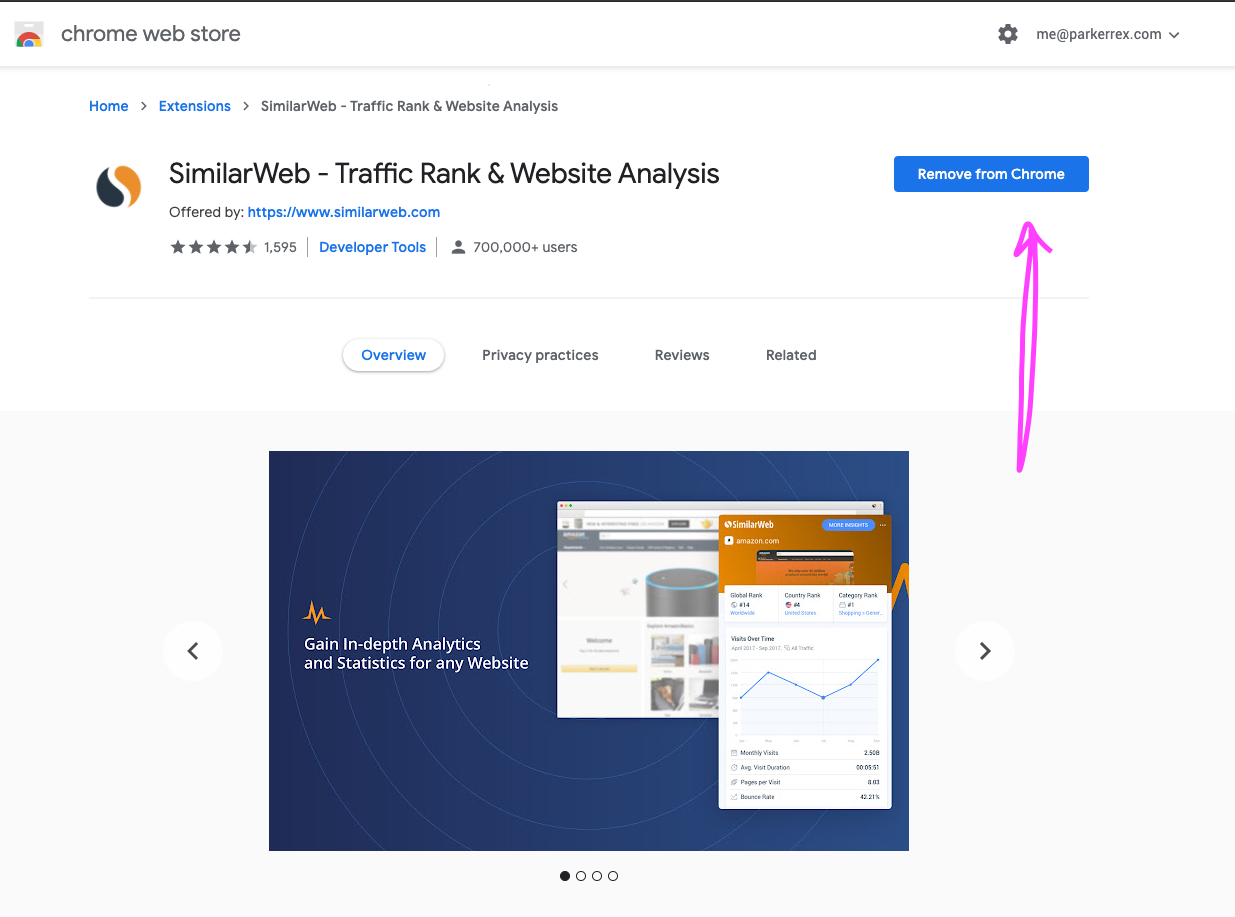 chrome web store
me@parkerrex.com
Home > Extensions > SimilarWeb - Traffic Rank & Website Analysis
SimilarWeb - Traffic Rank & Website Analysis
Remove from Chrome
Offered by: https://www.similarweb.com
1,595 Developer Tools 700,000+ users
Overview Privacy practices Reviews Related
Gain In-depth Analytics
and Statistics for any Website
amazon
Welcome
SimilarWeb MORE INSIGHTS
amazon.com
Global Rank Country Rank Category Rank
#14 #4 #1
Worldwide United States Shopping > Gener...
Visits Over Time
April 2017 - Sep 2017, All Traffic
Monthly Visits 2.50B
Avg. Visit Duration 00:05:51
Pages per Visit 8.03
Bounce Rate 42.21%